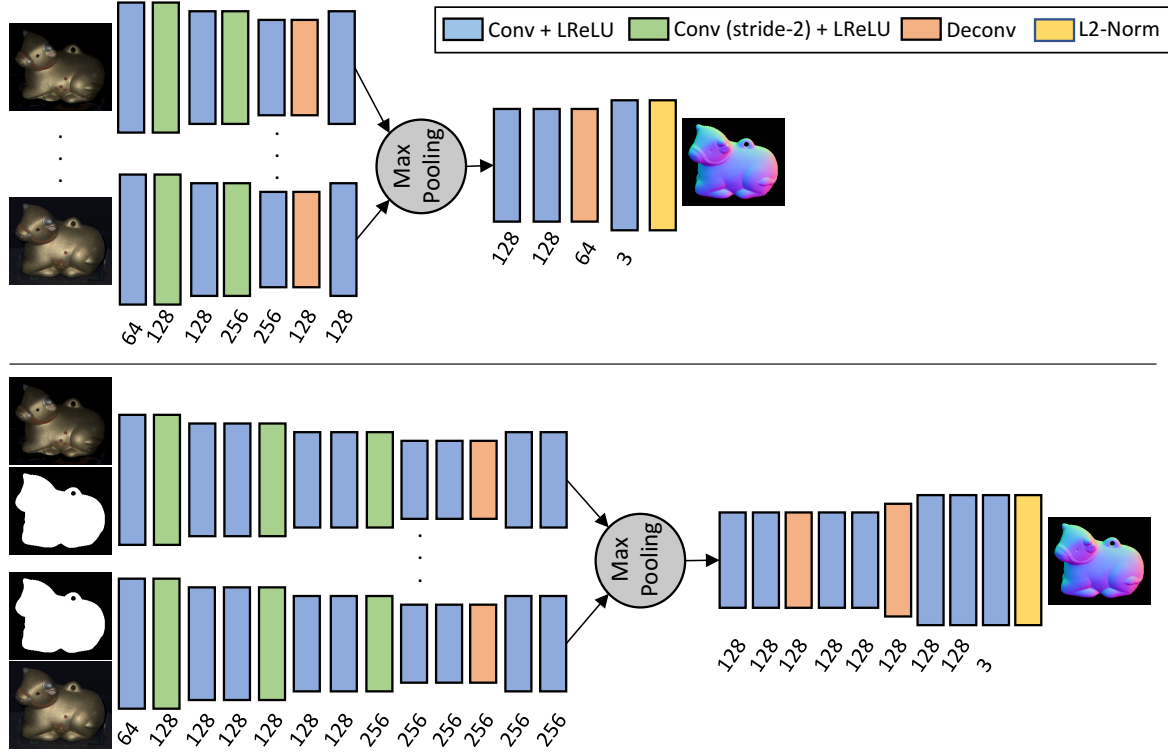 Conv + LReLU Conv (stride-2) + LReLU Deconv L2-Norm
Max
Pooling
64 128 128 256 256 128 128
128 128 64 3
Max
Pooling
64 128 128 128 128 128 128 256 256 256 256 256 256
128 128 128 128 128 128 128 128 3